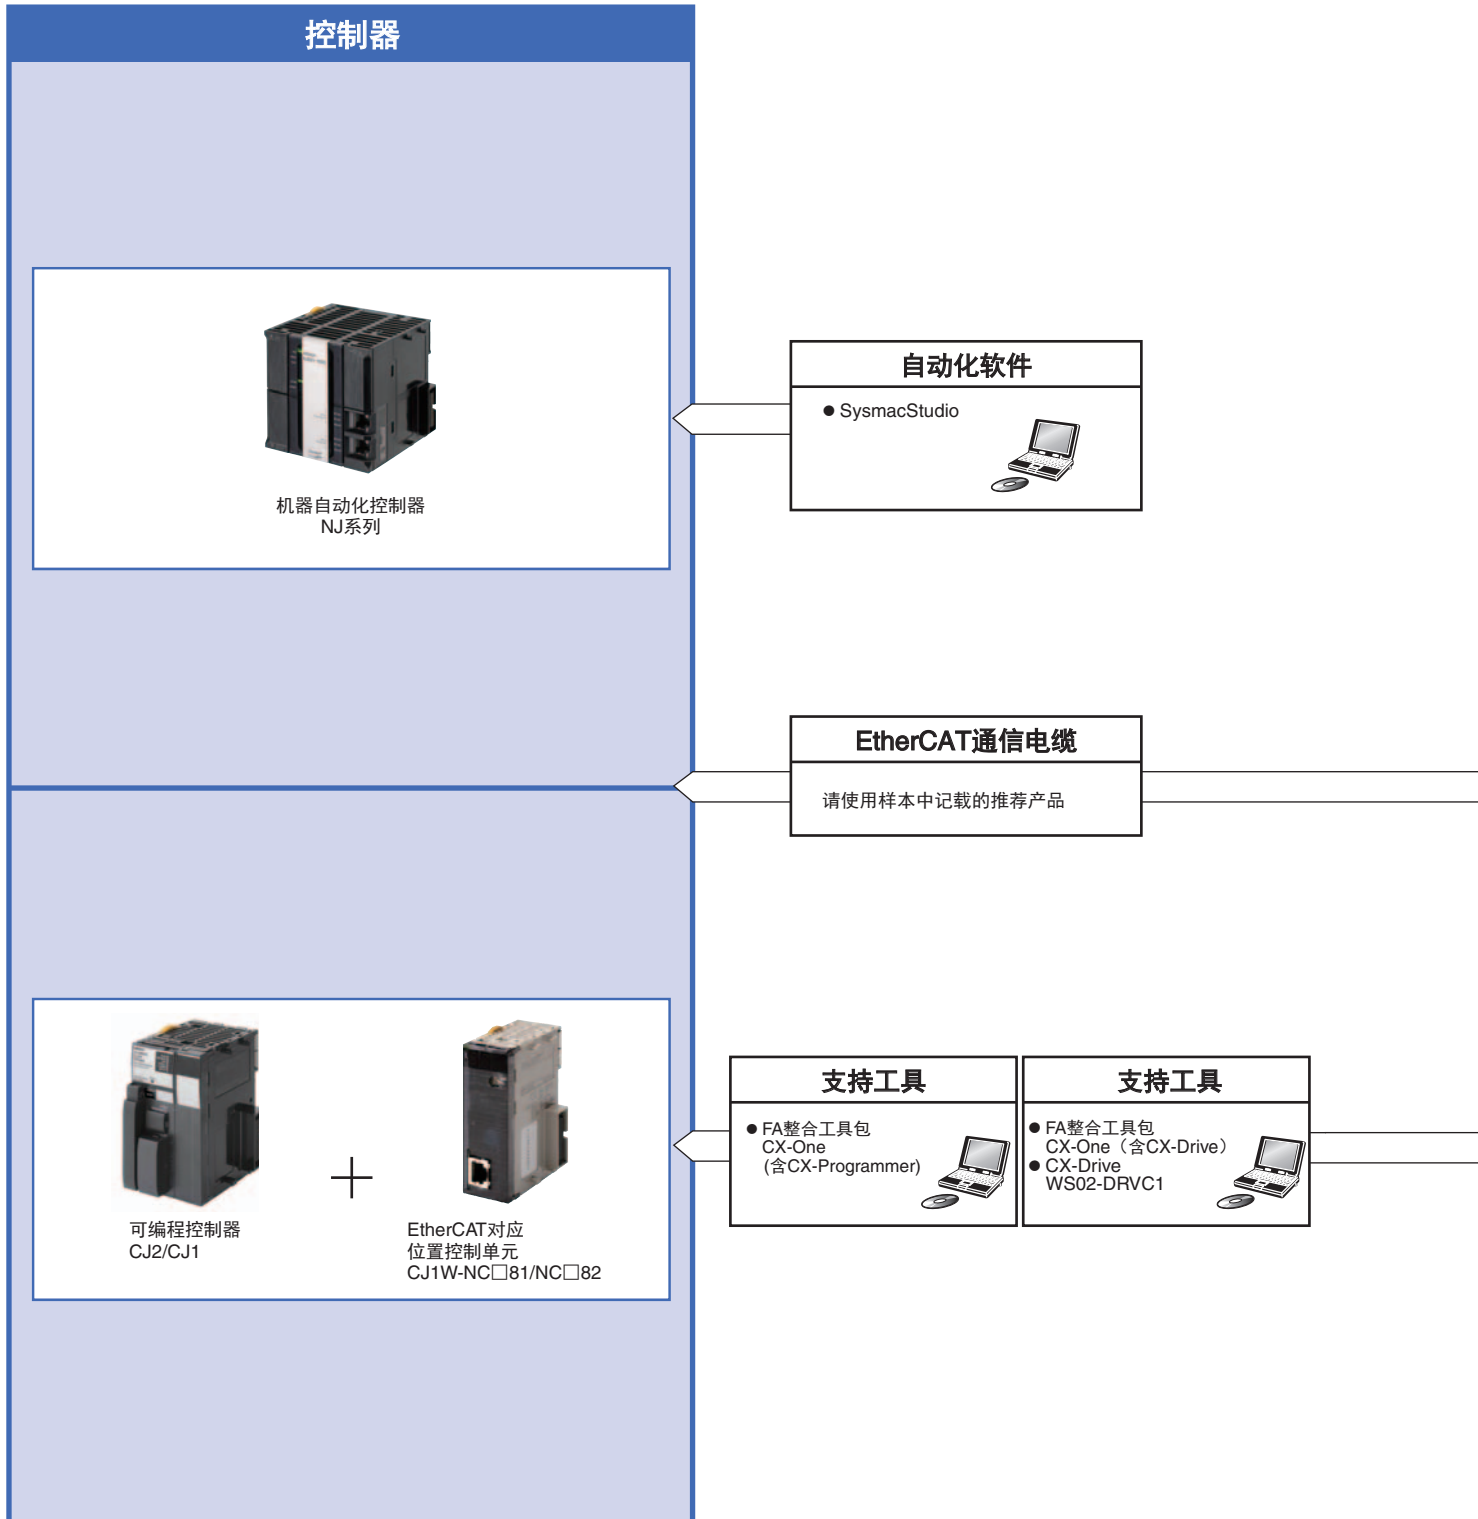 控制器
机器自动化控制器
NJ系列
自动化软件
● SysmacStudio
EtherCAT通信电缆
请使用样本中记载的推荐产品
可编程控制器
CJ2/CJ1
EtherCAT对应
位置控制单元
CJ1W-NC□81/NC□82
支持工具
● FA整合工具包
CX-One
(含CX-Programmer)
支持工具
● FA整合工具包
CX-One（含CX-Drive）
● CX-Drive
WS02-DRVC1